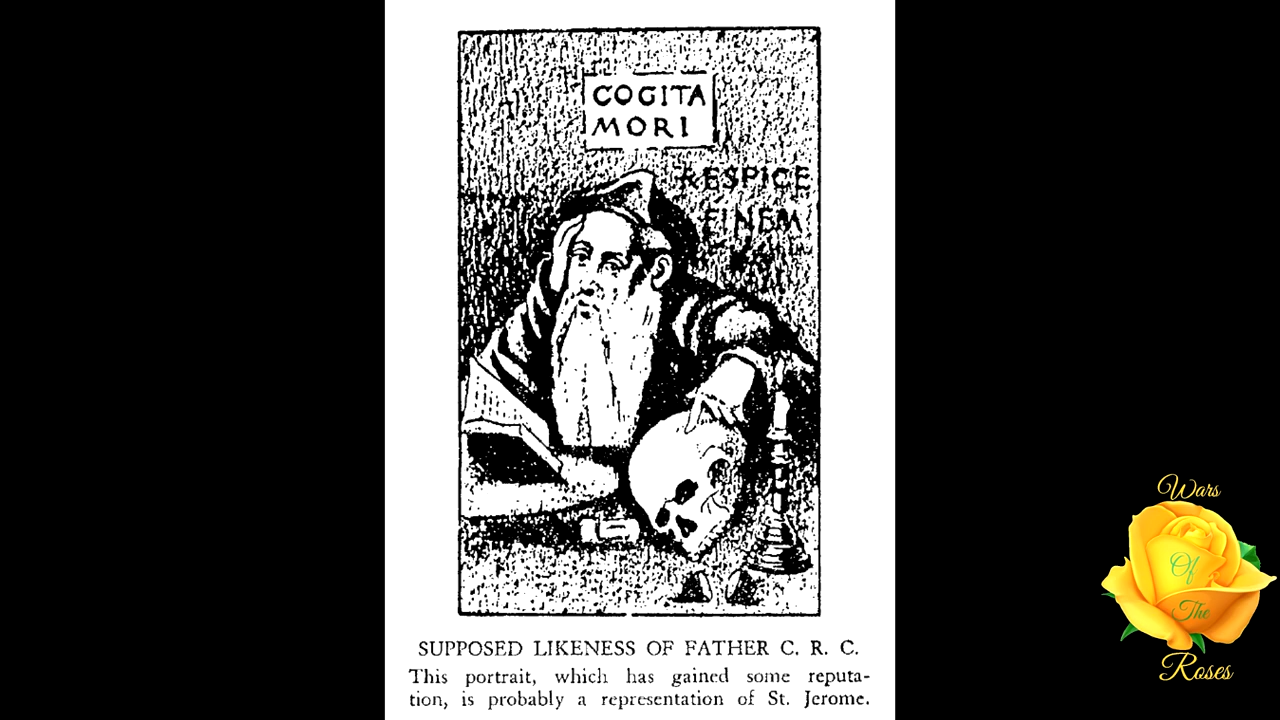 COGITA
MORI
RESPICE
FINEM
SUPPOSED LIKENESS OF FATHER C. R. C.
This portrait, which has gained some reputa-
tion, is probably a representation of St. Jerome.
Wars
Of
The
Roses